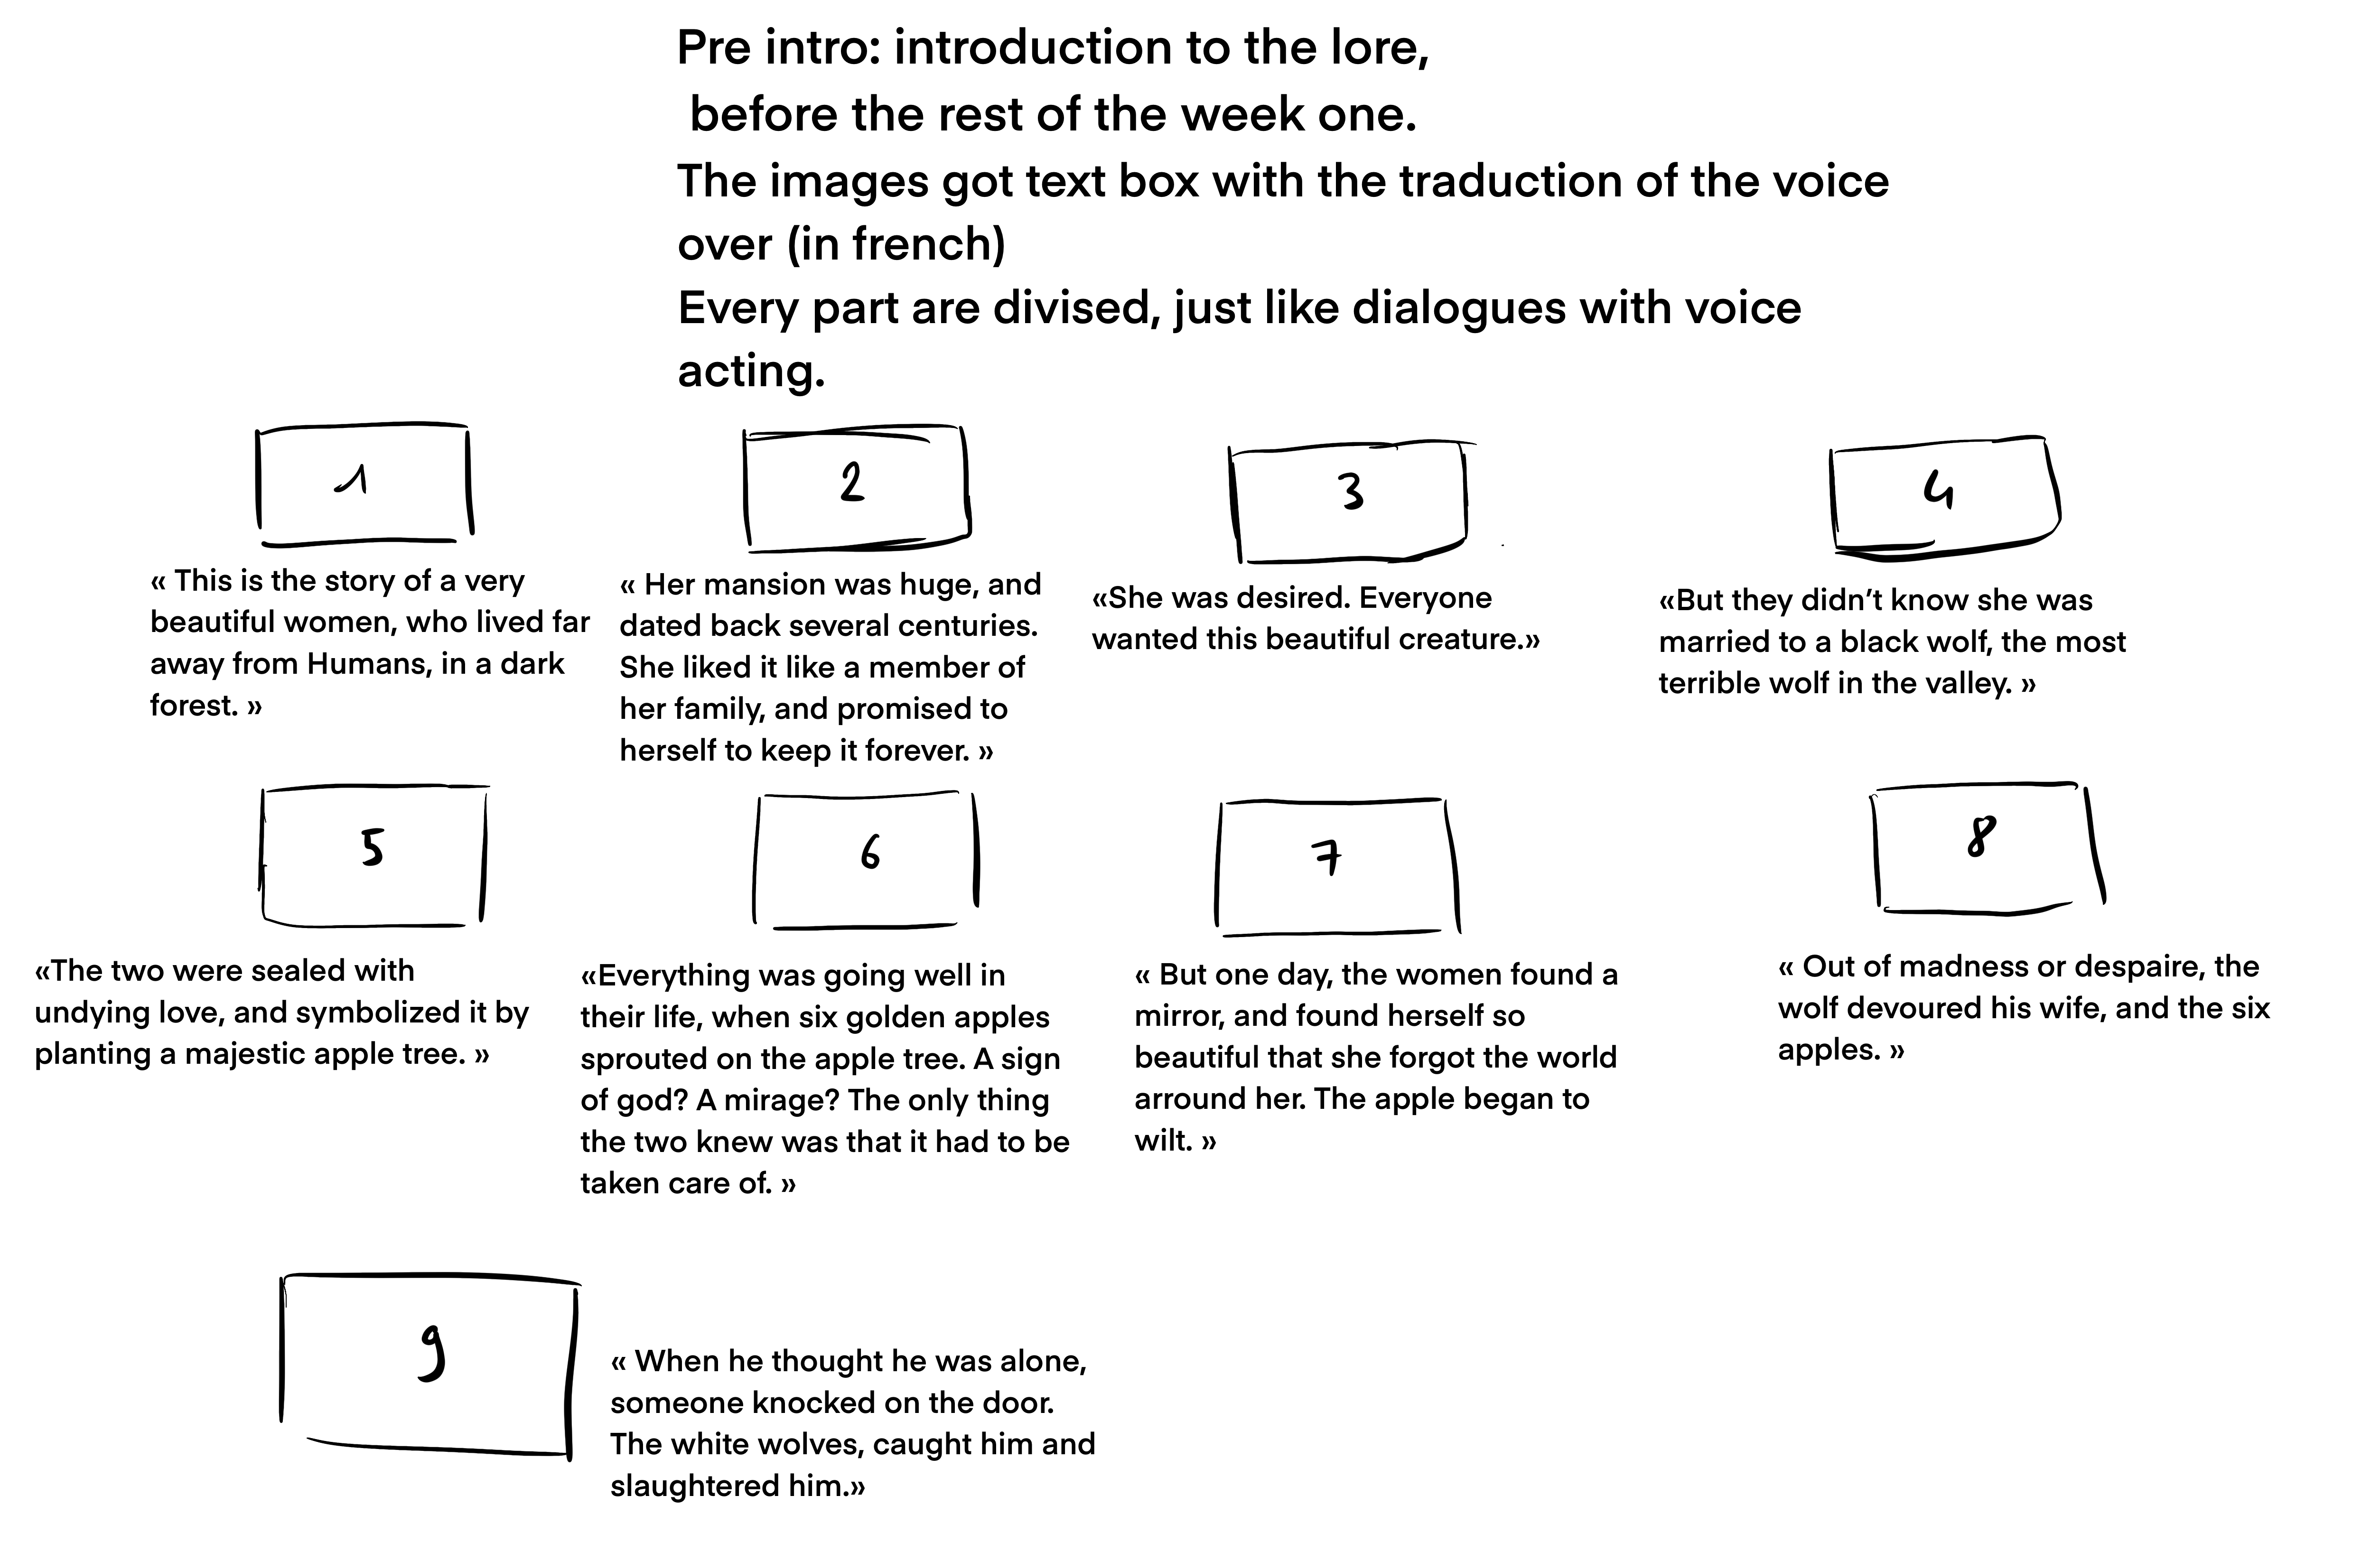 Pre intro: introduction to the lore,
before the rest of the week one.
The images got text box with the traduction of the voice
over (in french)
Every part are divised, just like dialogues with voice
acting.
1
« This is the story of a very
beautiful women, who lived far
away from Humans, in a dark
forest. »
2
« Her mansion was huge, and
dated back several centuries.
She liked it like a member of
her family, and promised to
herself to keep it forever. »
3
«She was desired. Everyone
wanted this beautiful creature.»
4
«But they didn’t know she was
married to a black wolf, the most
terrible wolf in the valley. »
5
«The two were sealed with
undying love, and symbolized it by
planting a majestic apple tree. »
6
«Everything was going well in
their life, when six golden apples
sprouted on the apple tree. A sign
of god? A mirage? The only thing
the two knew was that it had to be
taken care of. »
7
« But one day, the women found a
mirror, and found herself so
beautiful that she forgot the world
arround her. The apple began to
wilt. »
8
« Out of madness or despaire, the
wolf devoured his wife, and the six
apples. »
9
« When he thought he was alone,
someone knocked on the door.
The white wolves, caught him and
slaughtered him.»